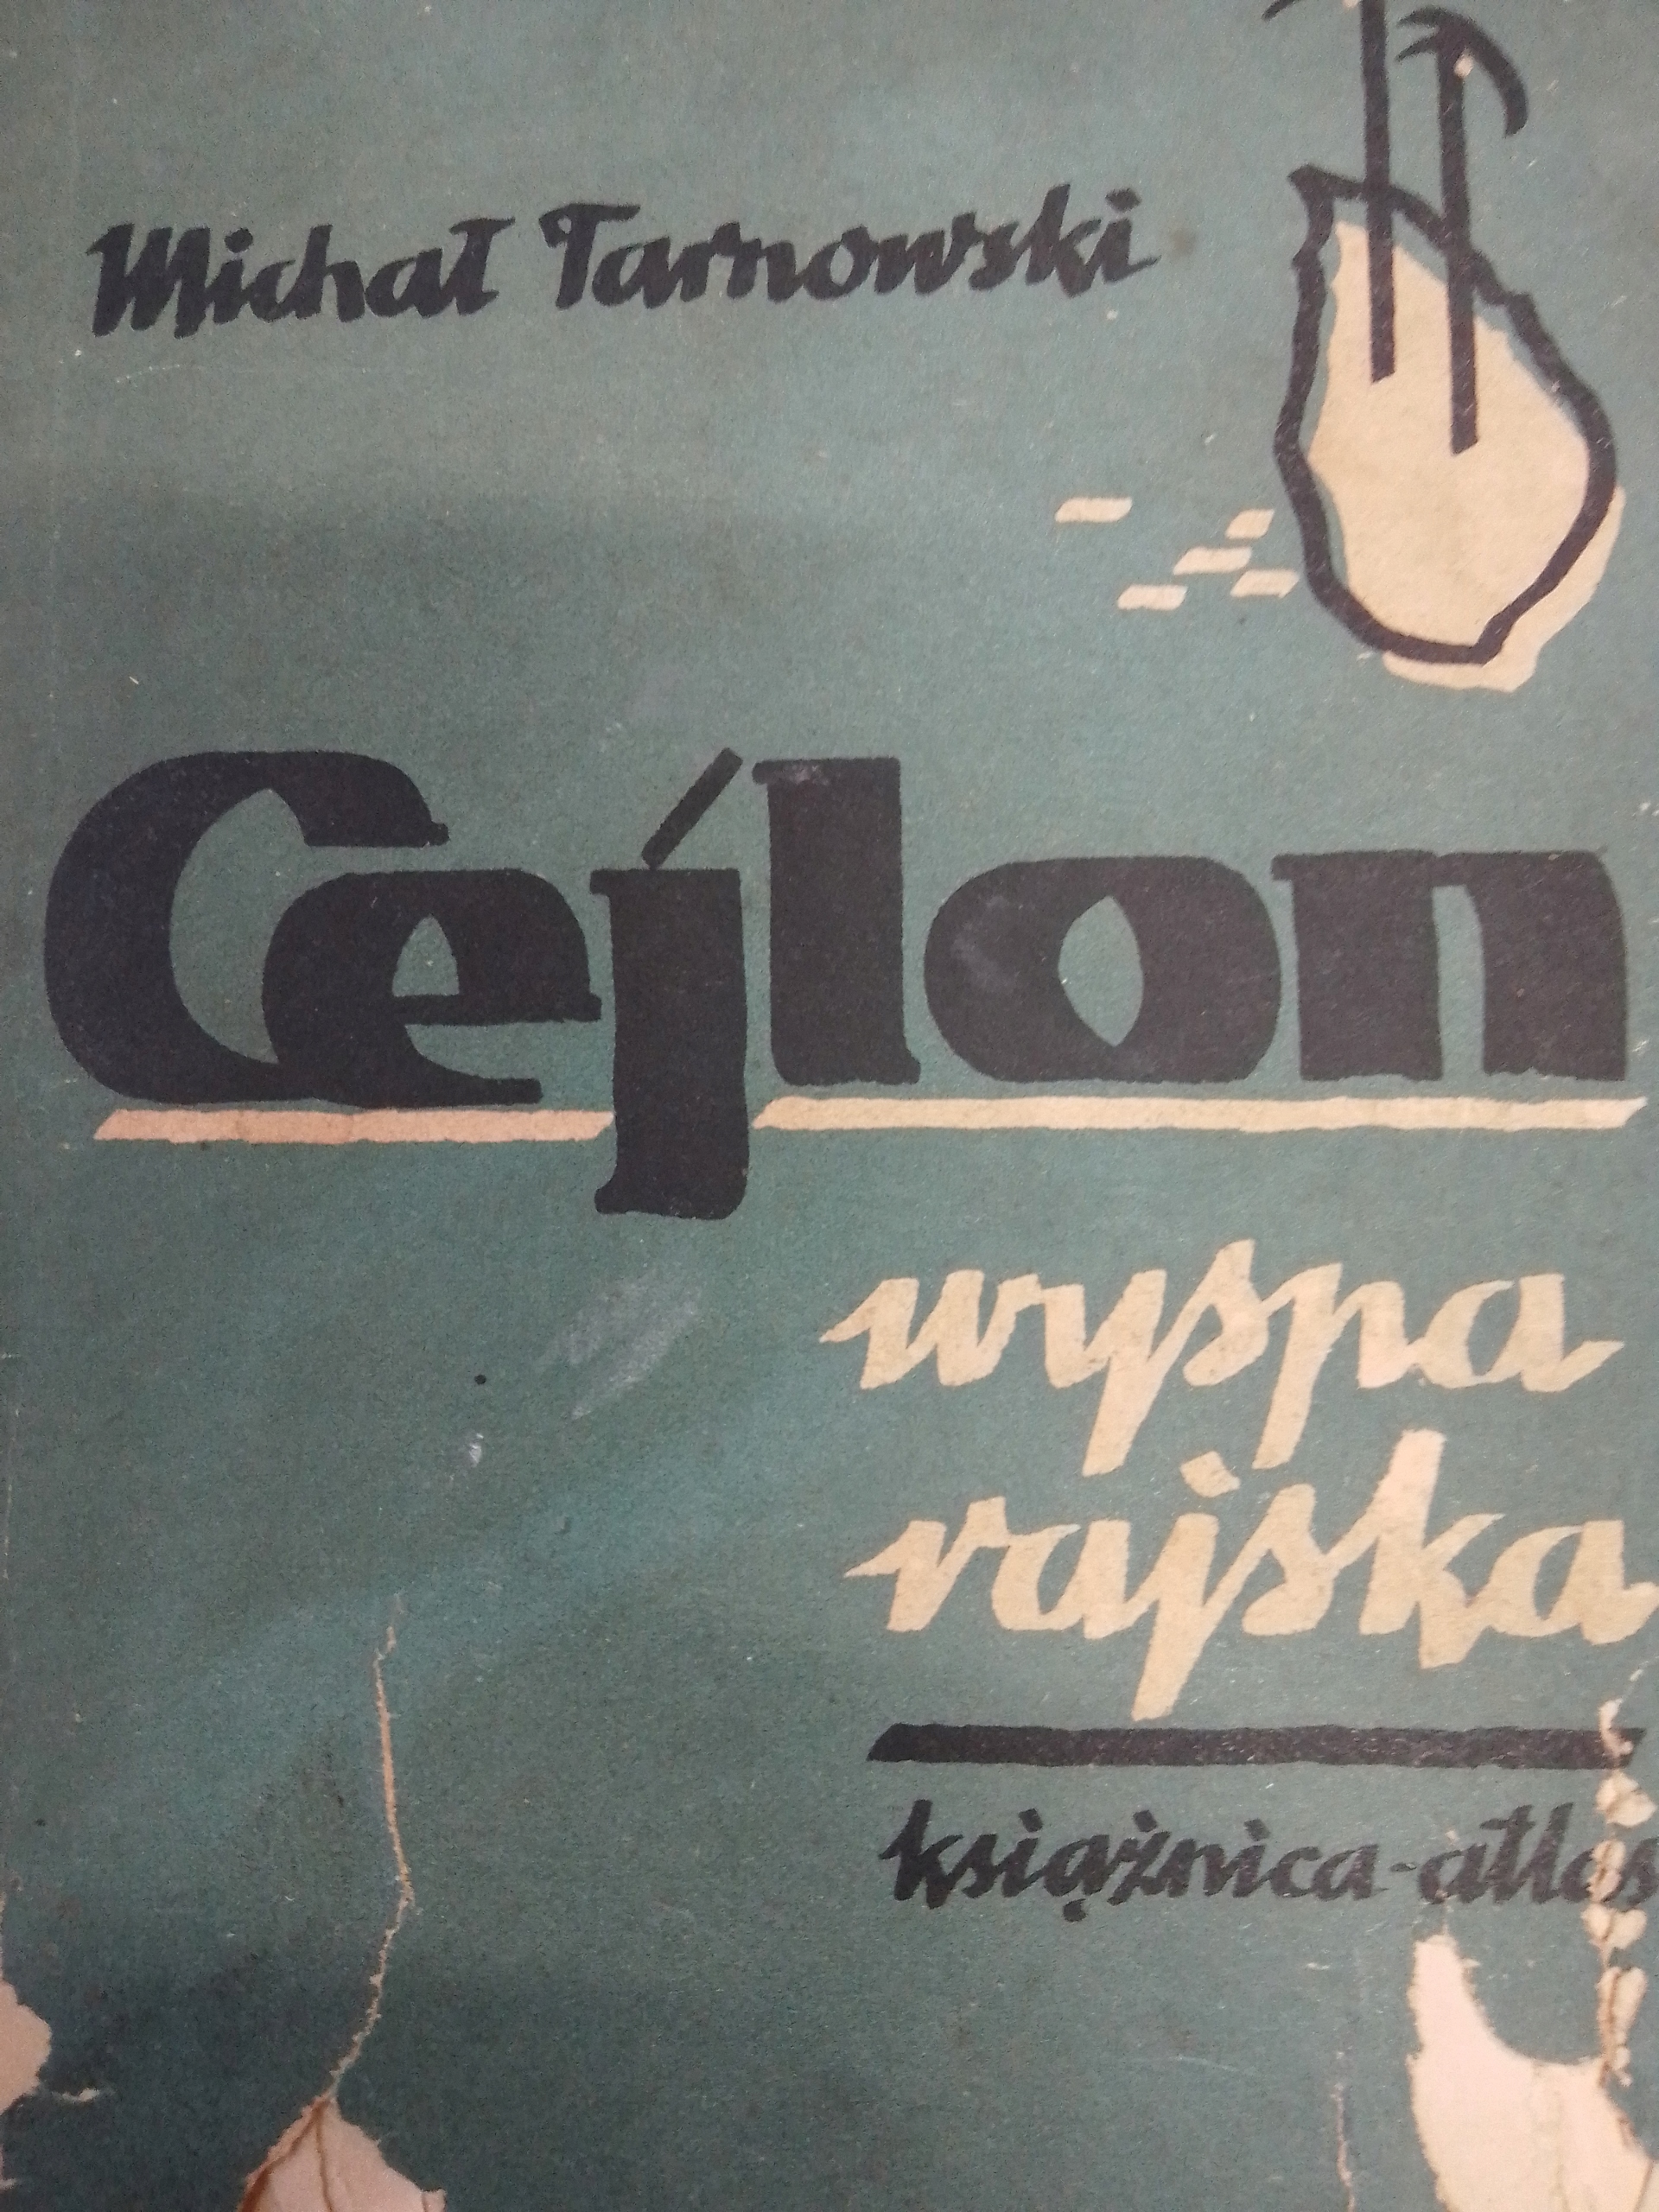 Michał Tarnowski
Cejlon
wyspa
rajska
książnica-atlas